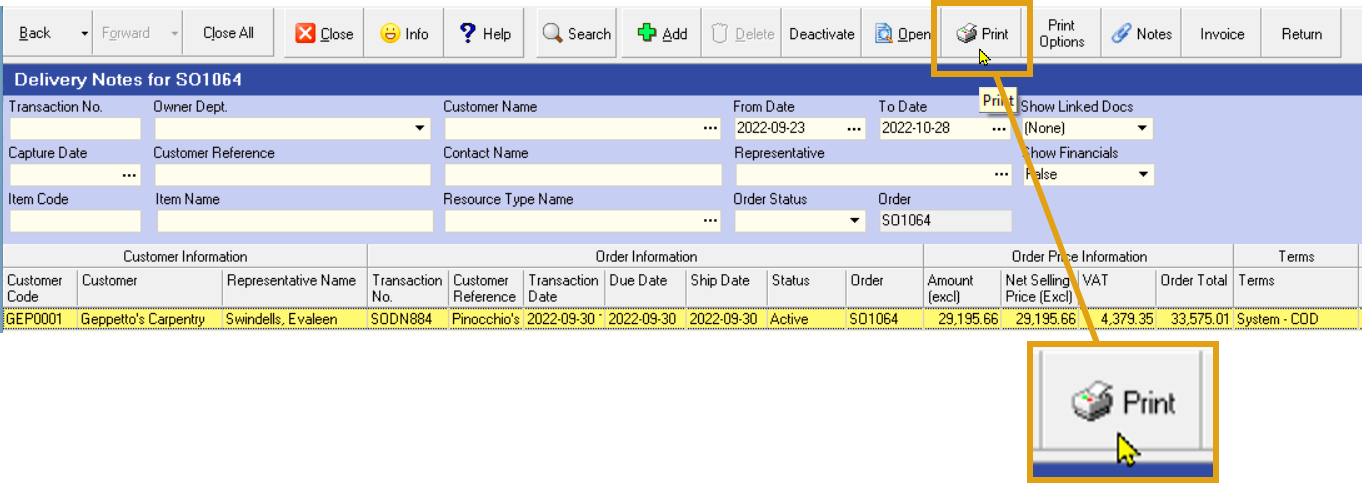 Back Forward Close All Close Info Help Search Add Delete Deactivate Open Print Print Options Notes Invoice Return
Delivery Notes for SO1064
Transaction No. Owner Dept. Customer Name From Date To Date Print Show Linked Docs
2022-09-23 2022-10-28 (None)
Capture Date Customer Reference Contact Name Representative Show Financials
False
Item Code Item Name Resource Type Name Order Status Order
SO1064
Customer Information Order Information Order Price Information Terms
Customer Code Customer Representative Name Transaction No. Customer Reference Transaction Date Due Date Ship Date Status Order Amount (excl) Net Selling Price (Excl) VAT Order Total Terms
GEP0001 Geppetto's Carpentry Swindells, Evaleen SODN884 Pinocchio's 2022-09-30 2022-09-30 2022-09-30 Active SO1064 29,195.66 29,195.66 4,379.35 33,575.01 System - COD
Print